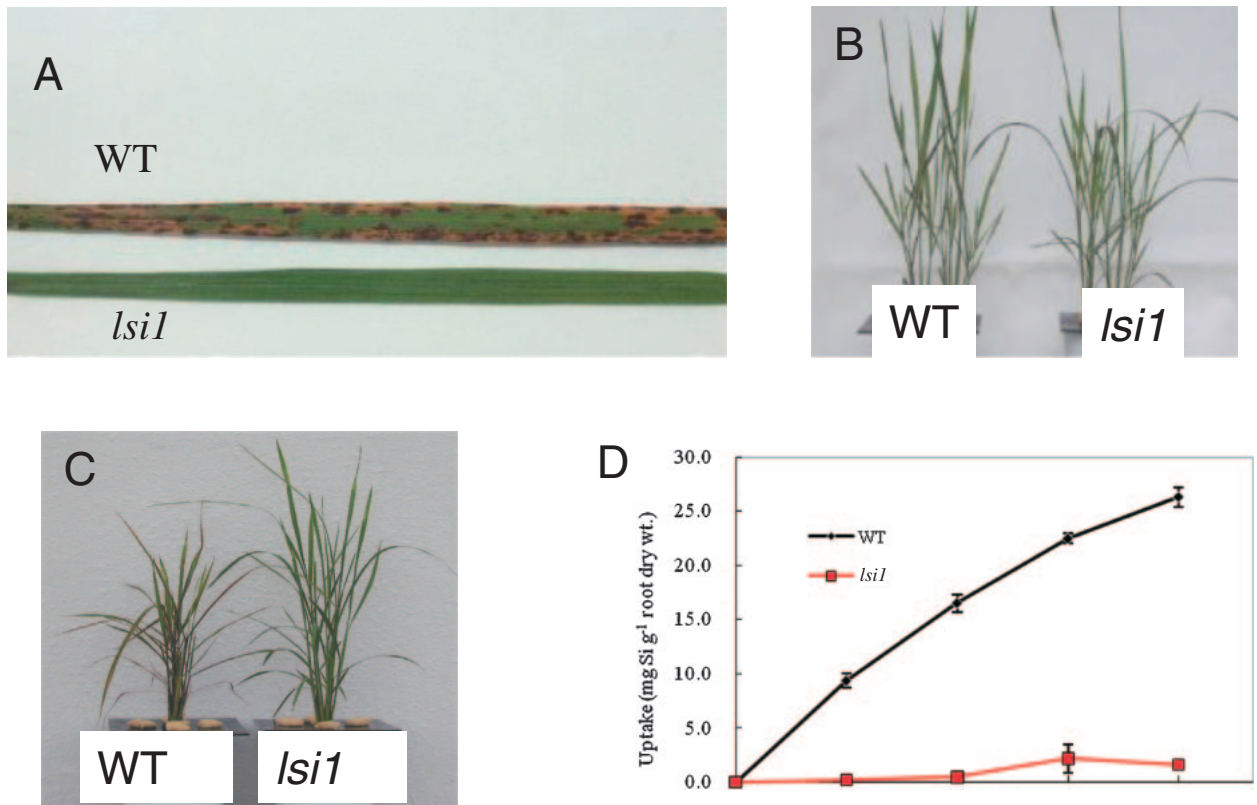 A
WT
lsi1
B
WT
lsi1
C
WT
lsi1
D
Uptake (mg Si g⁻¹ root dry wt.)
30.0
25.0
20.0
15.0
10.0
5.0
0.0
WT
lsi1